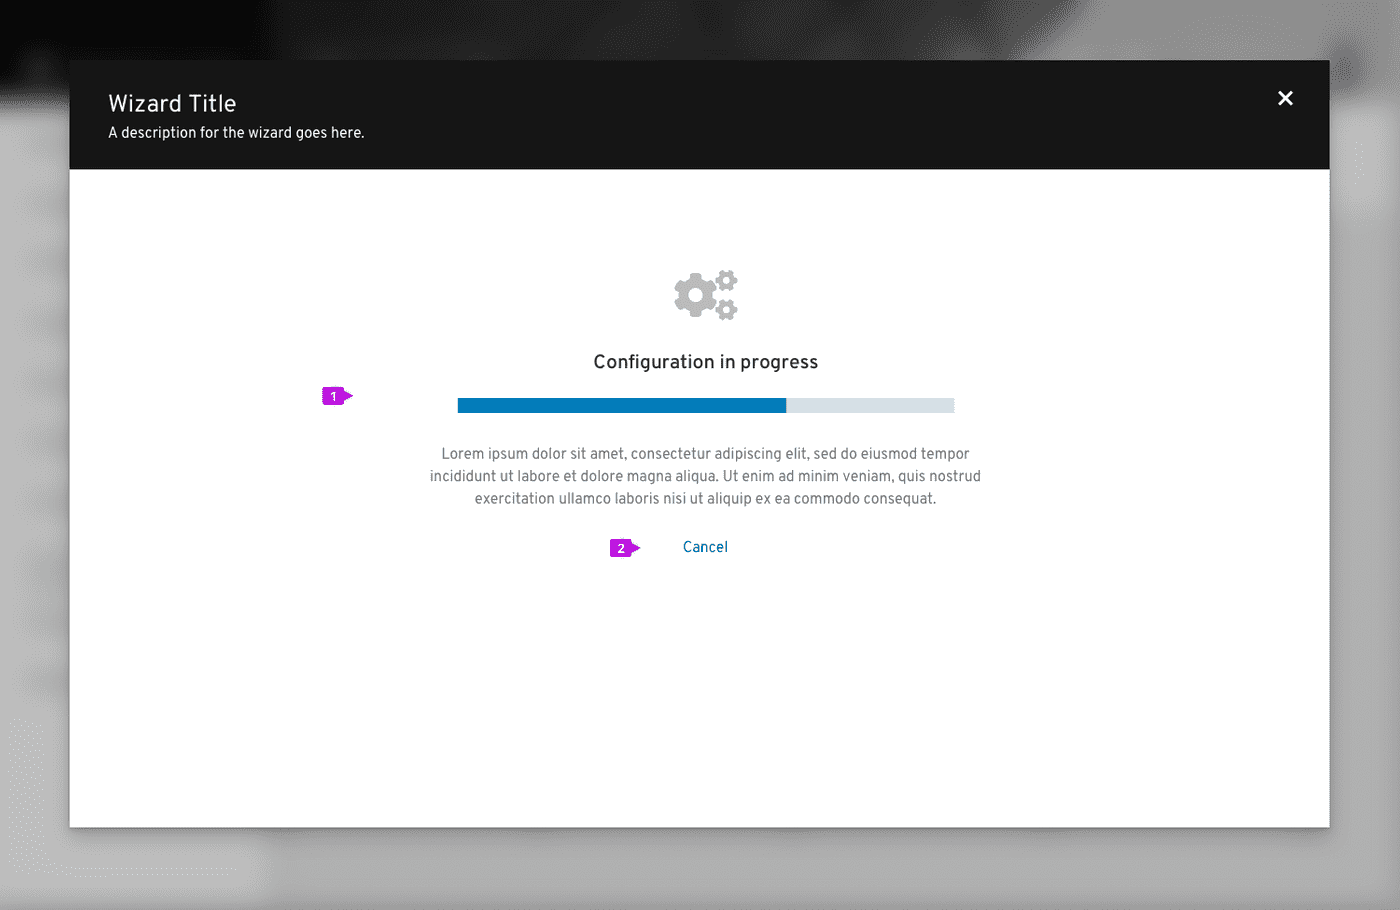 Wizard Title
A description for the wizard goes here.
Configuration in progress
1
Lorem ipsum dolor sit amet, consectetur adipiscing elit, sed do eiusmod tempor
incididunt ut labore et dolore magna aliqua. Ut enim ad minim veniam, quis nostrud
exercitation ullamco laboris nisi ut aliquip ex ea commodo consequat.
2 Cancel